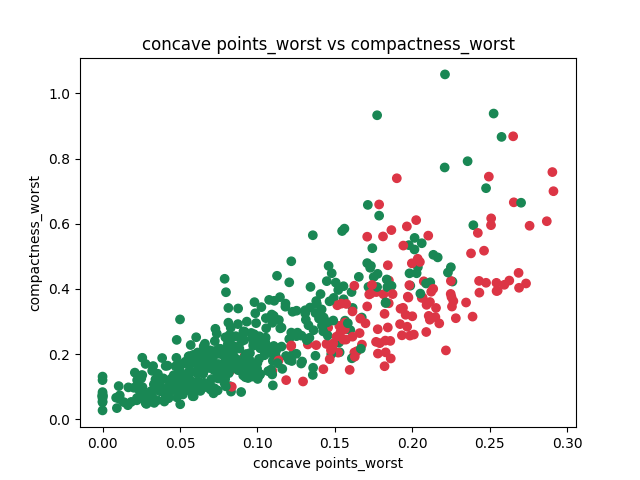 concave points_worst vs compactness_worst
1.0
0.8
0.6
0.4
0.2
0.0
compactness_worst
0.00 0.05 0.10 0.15 0.20 0.25 0.30
concave points_worst